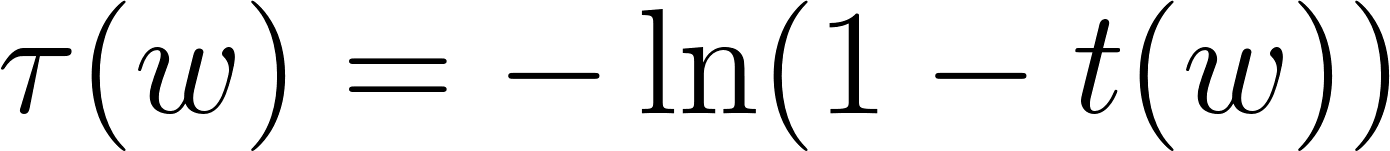 τ(w) = − ln(1 − t(w))